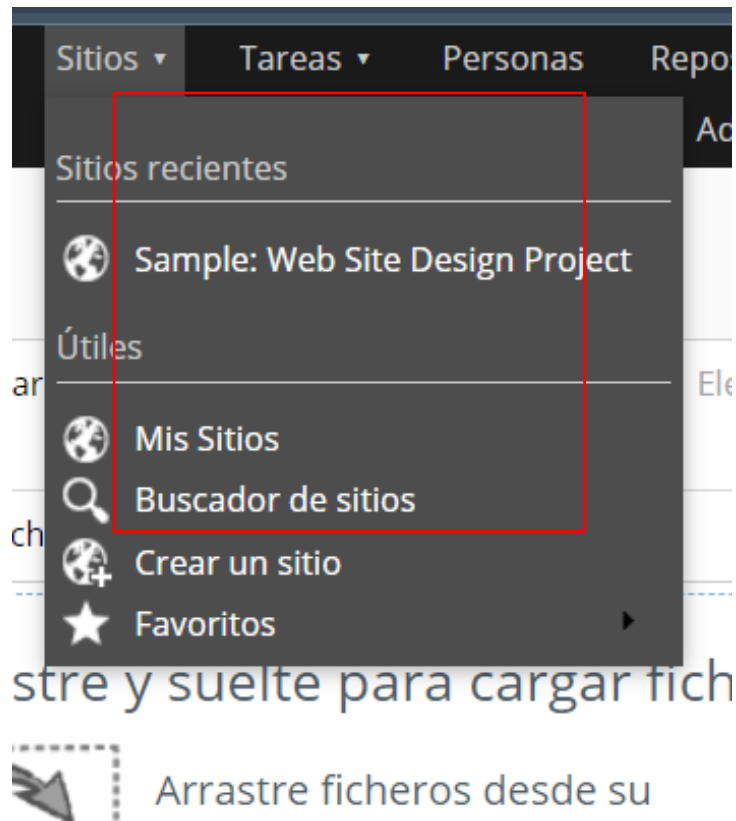 Sitios ▾ Tareas ▾ Personas Repos
Ad
Sitios recientes
Sample: Web Site Design Project
Útiles
ar Ele
Mis Sitios
Buscador de sitios
ch
Crear un sitio
Favoritos
stre y suelte para cargar fich
Arrastre ficheros desde su